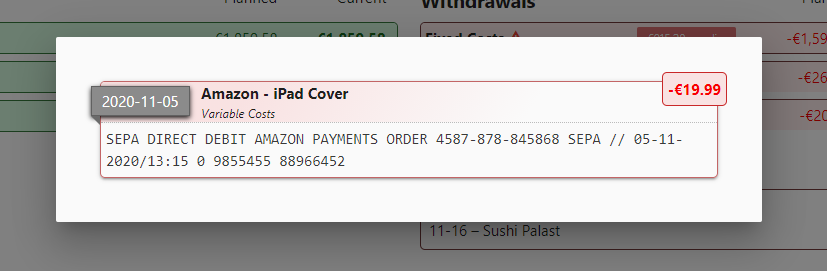 Planned
Current
Withdrawals
€1,959.59
€1,959.59
Fixed Costs
-€1,59
-€26
-€20
2020-11-05
Amazon - iPad Cover
-€19.99
Variable Costs
SEPA DIRECT DEBIT AMAZON PAYMENTS ORDER 4587-878-845868 SEPA // 05-11-
2020/13:15 0 9855455 88966452
11-16 – Sushi Palast